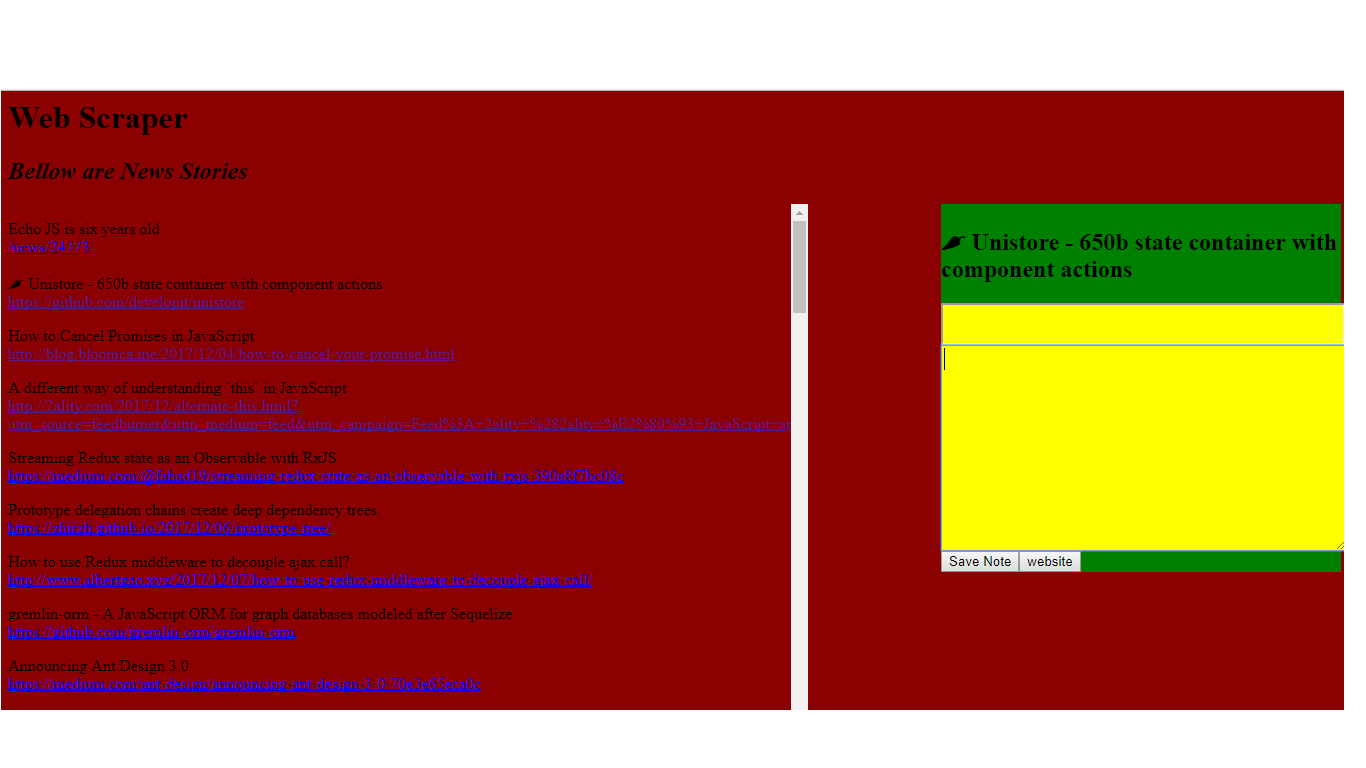 Web Scraper
Bellow are News Stories
Echo JS is six years old
/news/24773
🌶 Unistore - 650b state container with component actions
https://github.com/developit/unistore
How to Cancel Promises in JavaScript
http://blog.bloomca.me/2017/12/04/how-to-cancel-your-promise.html
A different way of understanding `this` in JavaScript
http://2ality.com/2017/12/alternate-this.html?
utm_source=feedburner&utm_medium=feed&utm_campaign=Feed%3A+2ality+%282ality+%E2%80%93+JavaScript+an
Streaming Redux state as an Observable with RxJS
https://medium.com/@fahad19/streaming-redux-state-as-an-observable-with-rxjs-390a8f7bc08c
Prototype delegation chains create deep dependency trees
https://zhirzh.github.io/2017/12/06/prototype-tree/
How to use Redux middleware to decouple ajax call?
http://www.albertgao.xyz/2017/12/07/how-to-use-redux-middleware-to-decouple-ajax-call/
gremlin-orm - A JavaScript ORM for graph databases modeled after Sequelize
https://github.com/gremlin-orm/gremlin-orm
Announcing Ant Design 3.0
https://medium.com/ant-design/announcing-ant-design-3-0-70e3e65eca0c
🌶 Unistore - 650b state container with
component actions
Save Note
website